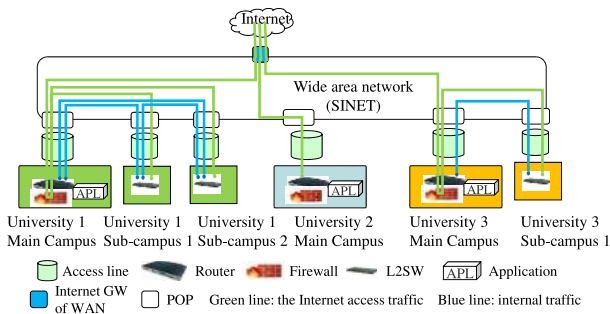 Internet
Wide area network
(SINET)
APL
APL
APL
University 1
Main Campus
University 1
Sub-campus 1
University 1
Sub-campus 2
University 2
Main Campus
University 3
Main Campus
University 3
Sub-campus 1
Access line
Router
Firewall
L2SW
APL
Application
Internet GW
of WAN
POP
Green line: the Internet access traffic
Blue line: internal traffic